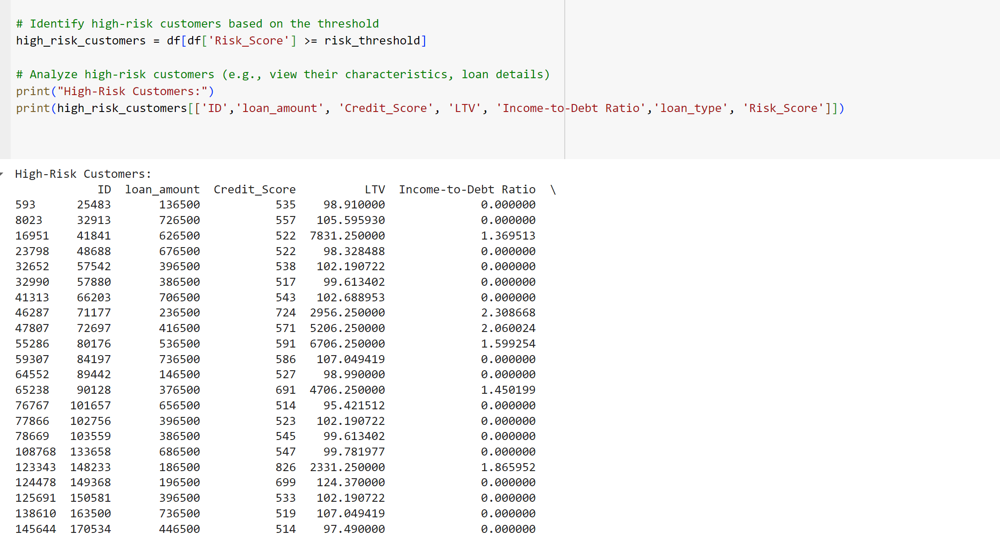 # Identify high-risk customers based on the threshold
high_risk_customers = df[df['Risk_Score'] >= risk_threshold]
# Analyze high-risk customers (e.g., view their characteristics, loan details)
print("High-Risk Customers:")
print(high_risk_customers[['ID','loan_amount', 'Credit_Score', 'LTV', 'Income-to-Debt Ratio','loan_type', 'Risk_Score']])
High-Risk Customers:
ID loan_amount Credit_Score LTV Income-to-Debt Ratio \
593 25483 136500 535 98.910000 0.000000
8023 32913 726500 557 105.595930 0.000000
16951 41841 626500 522 7831.250000 1.369513
23798 48688 676500 522 98.328488 0.000000
32652 57542 396500 538 102.190722 0.000000
32990 57880 386500 517 99.613402 0.000000
41313 66203 706500 543 102.688953 0.000000
46287 71177 236500 724 2956.250000 2.308668
47807 72697 416500 571 5206.250000 2.060024
55286 80176 536500 591 6706.250000 1.599254
59307 84197 736500 586 107.049419 0.000000
64552 89442 146500 527 98.990000 0.000000
65238 90128 376500 691 4706.250000 1.450199
76767 101657 656500 514 95.421512 0.000000
77866 102756 396500 523 102.190722 0.000000
78669 103559 386500 545 99.613402 0.000000
108768 133658 686500 547 99.781977 0.000000
123343 148233 186500 826 2331.250000 1.865952
124478 149368 196500 699 124.370000 0.000000
125691 150581 396500 533 102.190722 0.000000
138610 163500 736500 519 107.049419 0.000000
145644 170534 446500 514 97.490000 0.000000